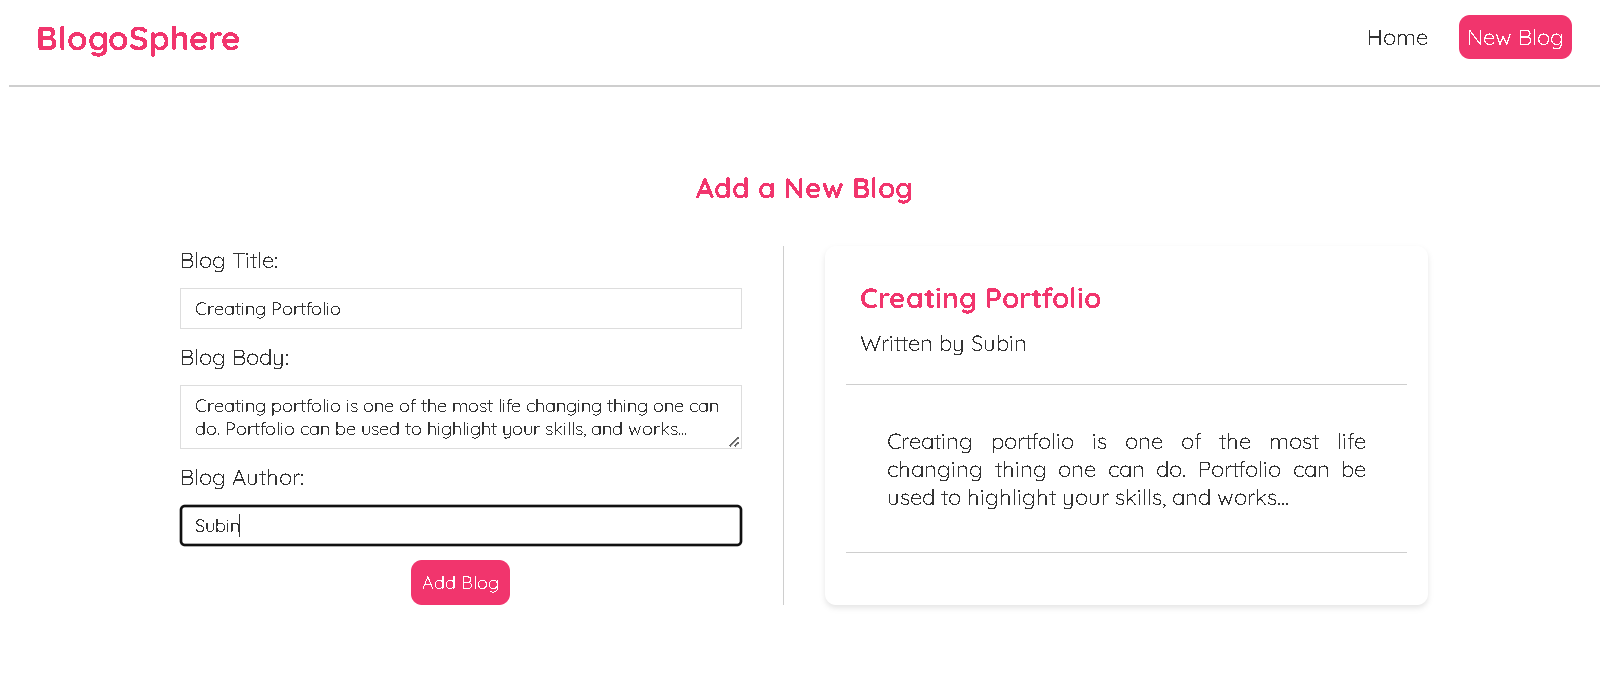 BlogoSphere
Home
New Blog
Add a New Blog
Blog Title:
Creating Portfolio
Blog Body:
Creating portfolio is one of the most life changing thing one can
do. Portfolio can be used to highlight your skills, and works...
Blog Author:
Subin
Add Blog
Creating Portfolio
Written by Subin
Creating portfolio is one of the most life
changing thing one can do. Portfolio can be
used to highlight your skills, and works...